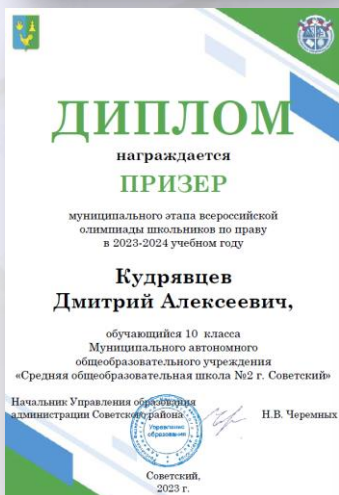 ДИПЛОМ
награждается
ПРИЗЕР
муниципального этапа всероссийской
олимпиады школьников по праву
в 2023-2024 учебном году
Кудрявцев
Дмитрий Алексеевич,
обучающийся 10 класса
Муниципального автономного
общеобразовательного учреждения
«Средняя общеобразовательная школа №2 г. Советский»
Начальник Управления образования
администрации Советского района Н.В. Черемных
Управление
образования
Советский,
2023 г.